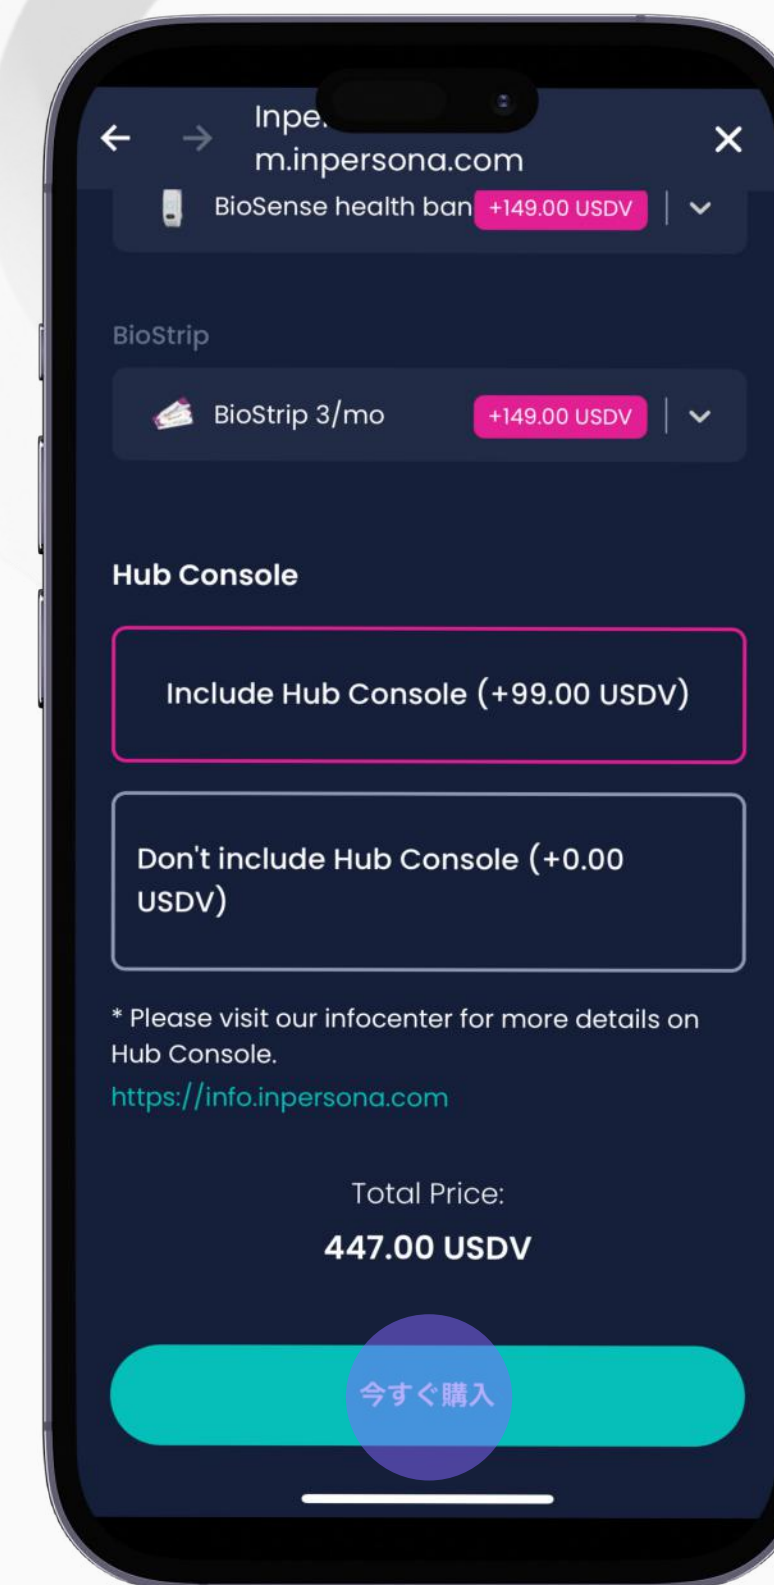 m.inpersona.com
BioSense health ban +149.00 USDV
BioStrip
BioStrip 3/mo +149.00 USDV
Hub Console
Include Hub Console (+99.00 USDV)
Don't include Hub Console (+0.00
USDV)
* Please visit our infocenter for more details on
Hub Console.
https://info.inpersona.com
Total Price:
447.00 USDV
今すぐ購入